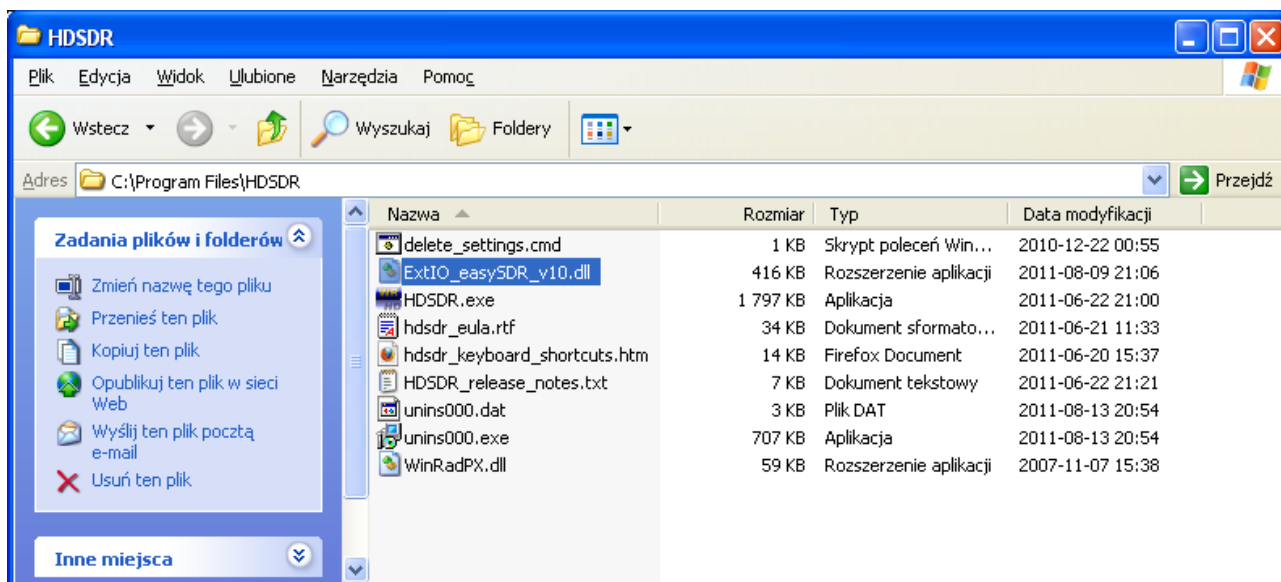 HDSDR
Plik Edycja Widok Ulubione Narzędzia Pomoc
Wstecz Wyszukaj Foldery
Adres C:\Program Files\HDSDR Przejdź
Zadania plików i folderów
Zmień nazwę tego pliku
Przenieś ten plik
Kopiuj ten plik
Opublikuj ten plik w sieci
Web
Wyślij ten plik pocztą
e-mail
Usuń ten plik
Inne miejsca
Nazwa Rozmiar Typ Data modyfikacji
delete_settings.cmd 1 KB Skrypt poleceń Win... 2010-12-22 00:55
ExtIO_easySDR_v10.dll 416 KB Rozszerzenie aplikacji 2011-08-09 21:06
HDSDR.exe 1 797 KB Aplikacja 2011-06-22 21:00
hdsdr_eula.rtf 34 KB Dokument sformato... 2011-06-21 11:33
hdsdr_keyboard_shortcuts.htm 14 KB Firefox Document 2011-06-20 15:37
HDSDR_release_notes.txt 7 KB Dokument tekstowy 2011-06-22 21:21
unins000.dat 3 KB Plik DAT 2011-08-13 20:54
unins000.exe 707 KB Aplikacja 2011-08-13 20:54
WinRadPX.dll 59 KB Rozszerzenie aplikacji 2007-11-07 15:38